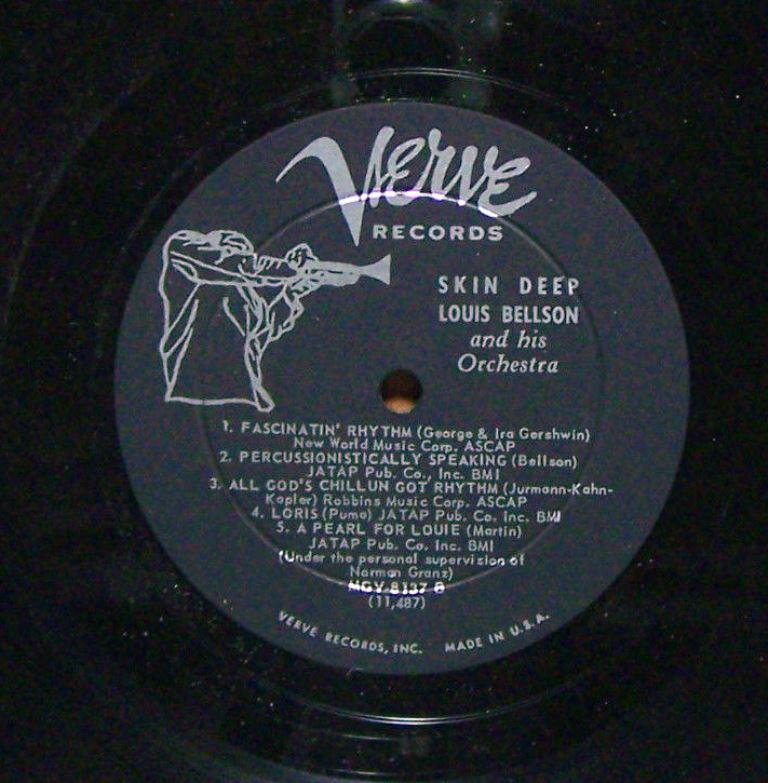 Verve
RECORDS
SKIN DEEP
LOUIS BELLSON
and his
Orchestra
1. FASCINATIN' RHYTHM (George & Ira Gershwin)
New World Music Corp. ASCAP
2. PERCUSSIONISTICALLY SPEAKING (Bellson)
JATAP Pub. Co., Inc. BMI
3. ALL GOD'S CHILLUN GOT RHYTHM (Jurmann-Kahn-
Kapler) Robbins Music Corp. ASCAP
4. LORIS (Puma) JATAP Pub. Co. Inc. BMI
5. A PEARL FOR LOUIE (Martin)
JATAP Pub. Co. Inc. BMI
(Under the personal supervision of
Norman Granz)
MGV 8137 B
(11,487)
VERVE RECORDS, INC. MADE IN U.S.A.